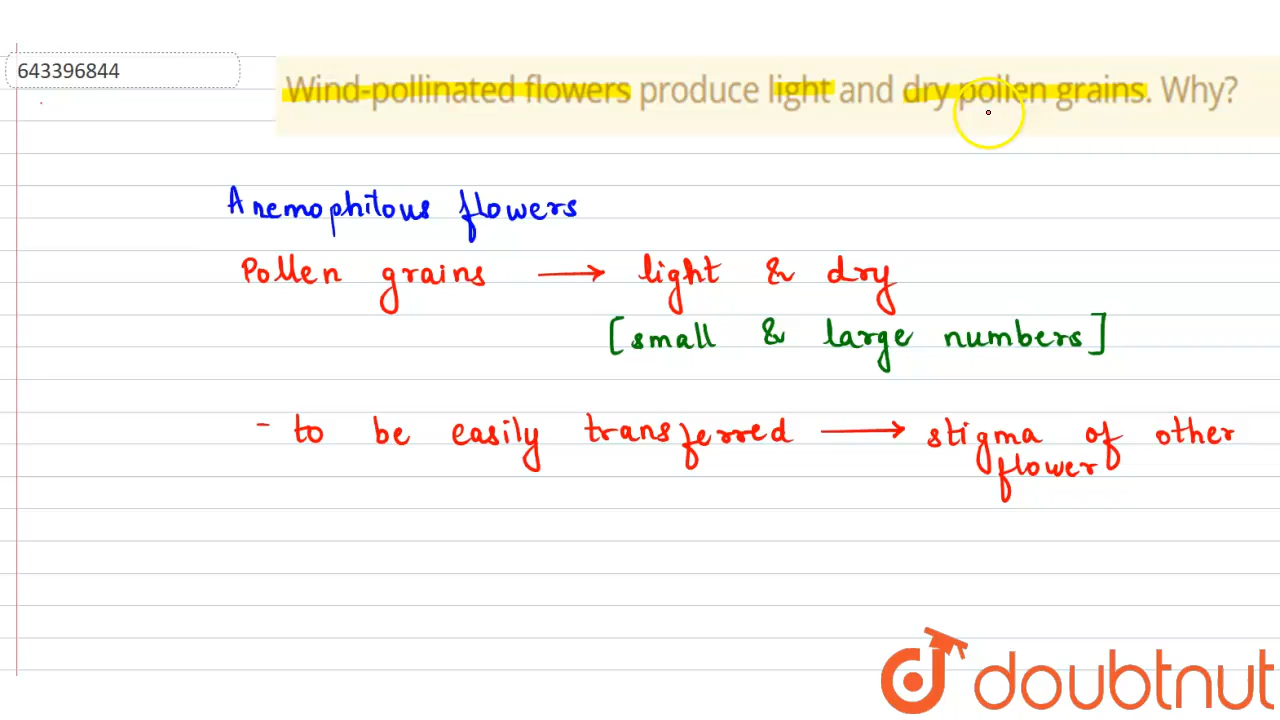 643396844
Wind-pollinated flowers produce light and dry pollen grains. Why?
Anemophitous flowers
Pollen grains → light & dry
[small & large numbers]
- to be easily transferred → stigma of other
flower
doubtnut